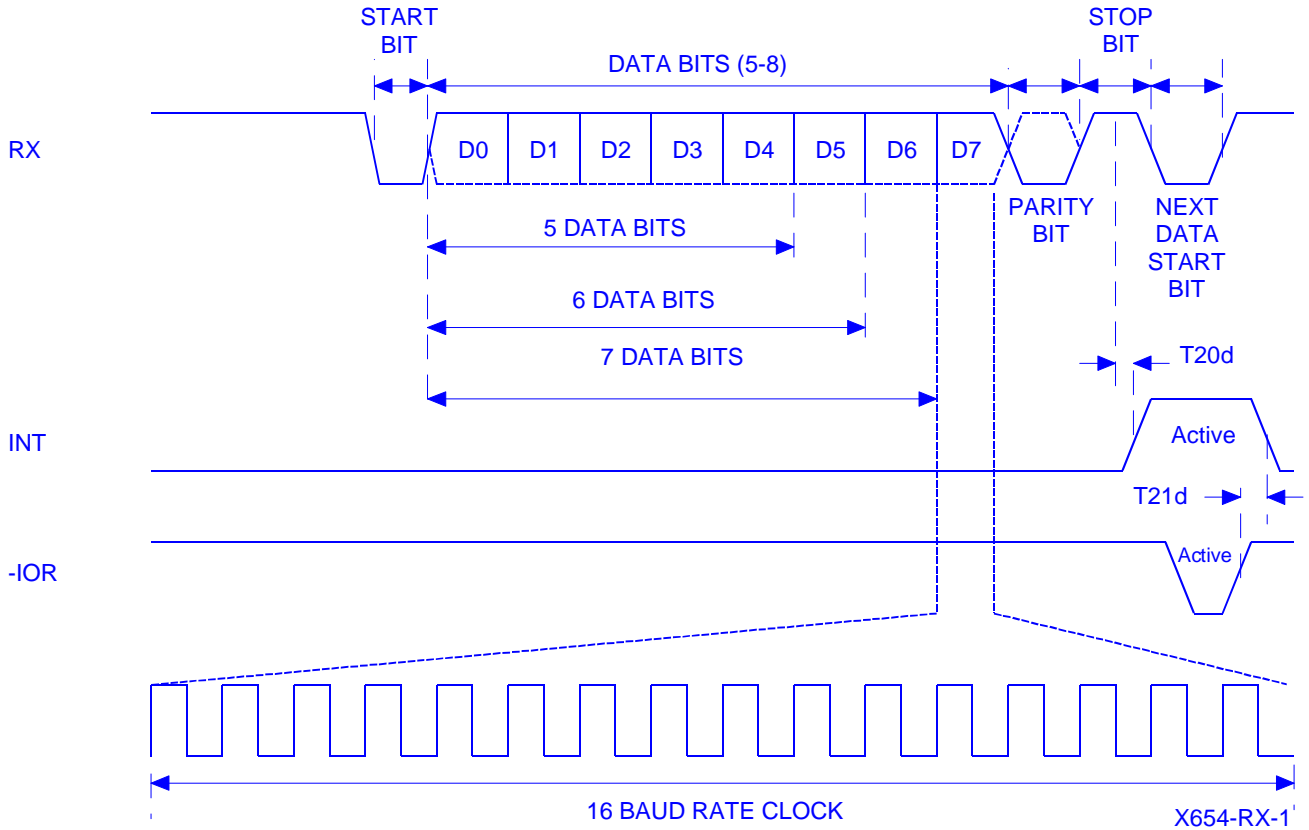 START
BIT
STOP
BIT
DATA BITS (5-8)
RX
D0 D1 D2 D3 D4 D5 D6 D7
PARITY
BIT
NEXT
DATA
START
BIT
5 DATA BITS
6 DATA BITS
7 DATA BITS
T20d
INT
Active
T21d
-IOR
Active
16 BAUD RATE CLOCK
X654-RX-1